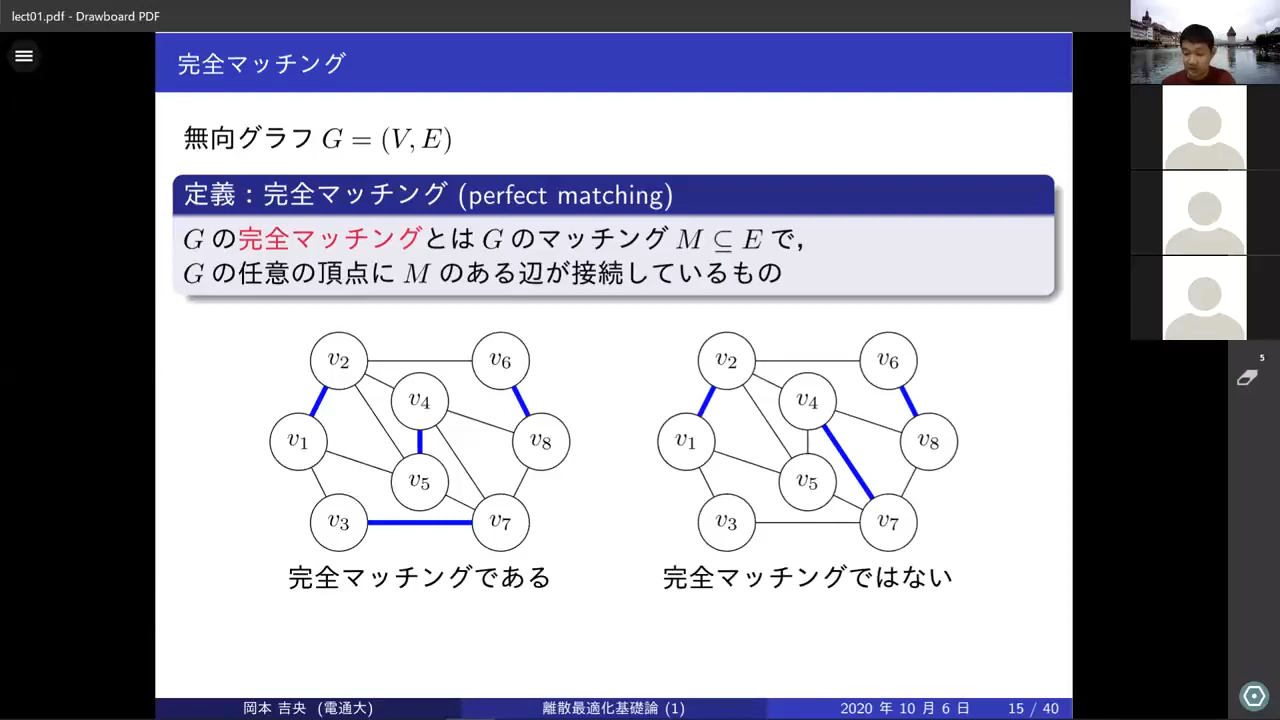 lect01.pdf - Drawboard PDF
完全マッチング
無向グラフ G = (V, E)
定義：完全マッチング (perfect matching)
G の完全マッチングとは G のマッチング M ⊆ E で，
G の任意の頂点に M のある辺が接続しているもの
v2 v6 v2 v6
v4 v4
v1 v8 v1 v8
v5 v5
v3 v7 v3 v7
完全マッチングである 完全マッチングではない
岡本 吉央 (電通大) 離散最適化基礎論 (1) 2020 年 10 月 6 日 15 / 40
5